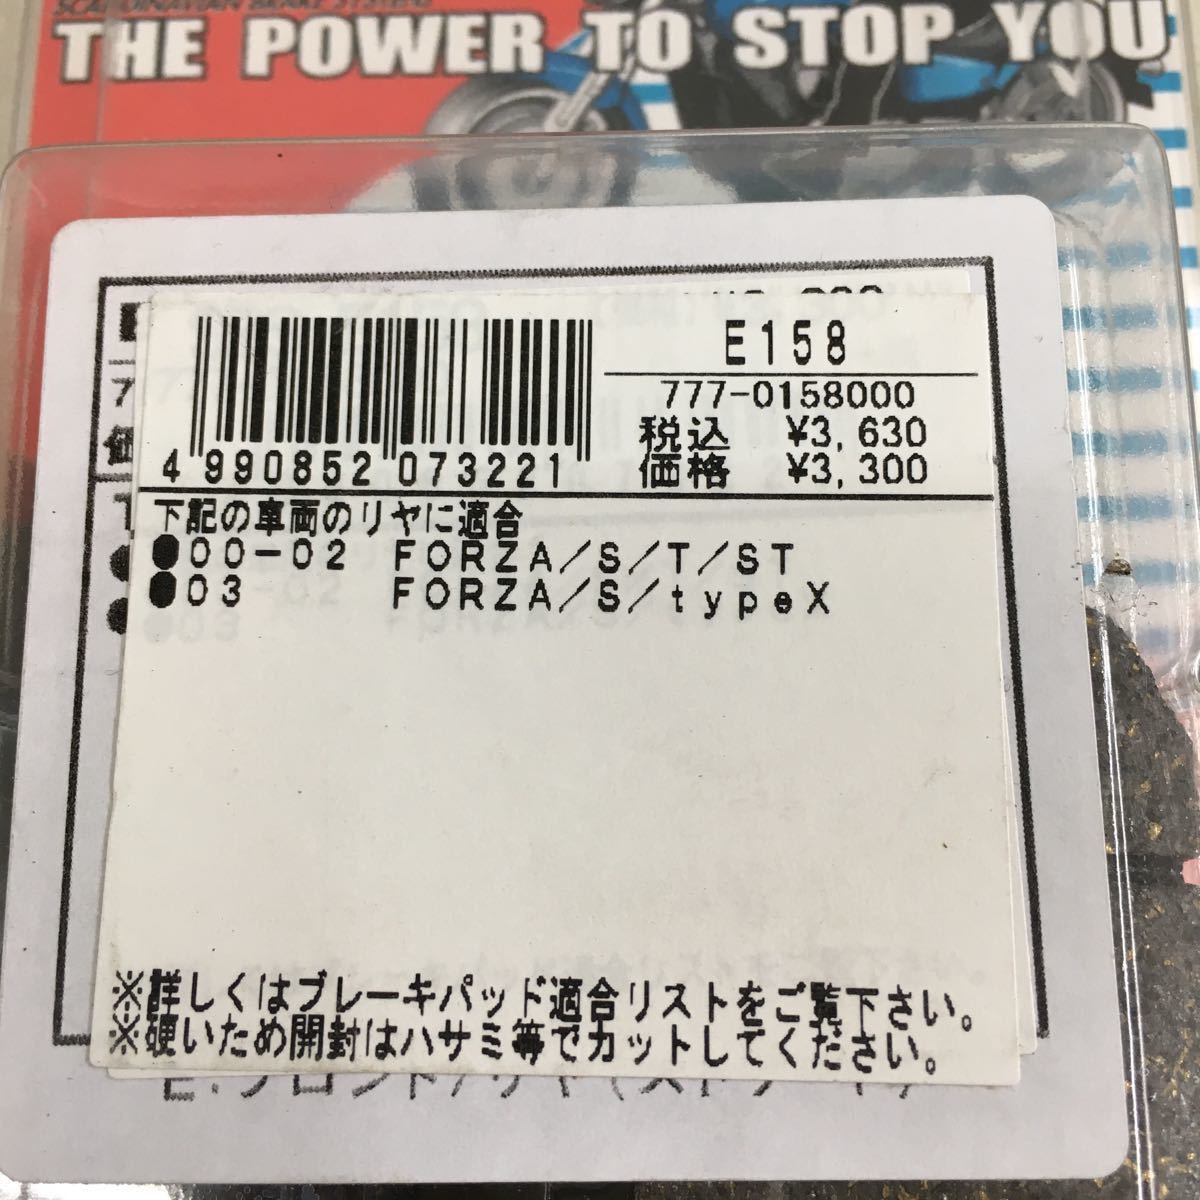 SCANDINAVIAN BRAKE SYSTEMS
THE POWER TO STOP YOU
E158
777-0158000
税込 ¥3,630
価格 ¥3,300
4 990852 073221
下記の車両のリヤに適合
●00-02 FORZA/S/T/ST
●03 FORZA/S/typeX
※詳しくはブレーキパッド適合リストをご覧下さい。
※硬いため開封はハサミ等でカットしてください。